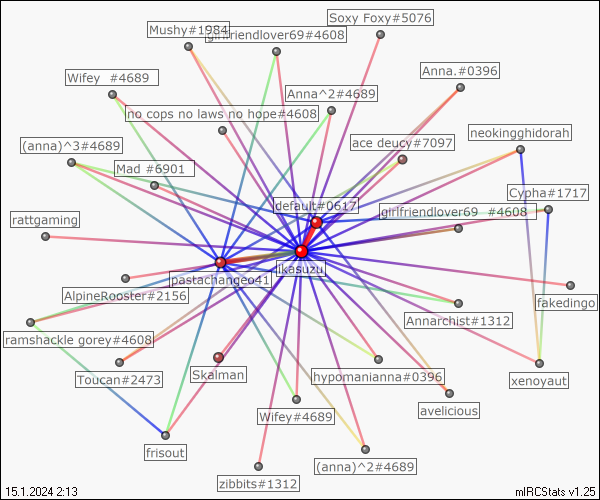 Soxy Foxy#5076
Mushy#1984
girlfriendlover69#4608
Anna.#0396
Wifey  #4689
Anna^2#4689
no cops no laws no hope#4608
neokingghidorah
(anna)^3#4689
ace deucy#7097
Mad #6901
Cypha#1717
default#0617
girlfriendlover69  #4608
rattgaming
ikasuzu
pastachangeo41
AlpineRooster#2156
fakedingo
Annarchist#1312
ramshackle gorey#4608
Skalman
hypomanianna#0396
xenoyaut
Toucan#2473
avelicious
Wifey#4689
frisout
(anna)^2#4689
zibbits#1312
15.1.2024 2:13
mIRCStats v1.25